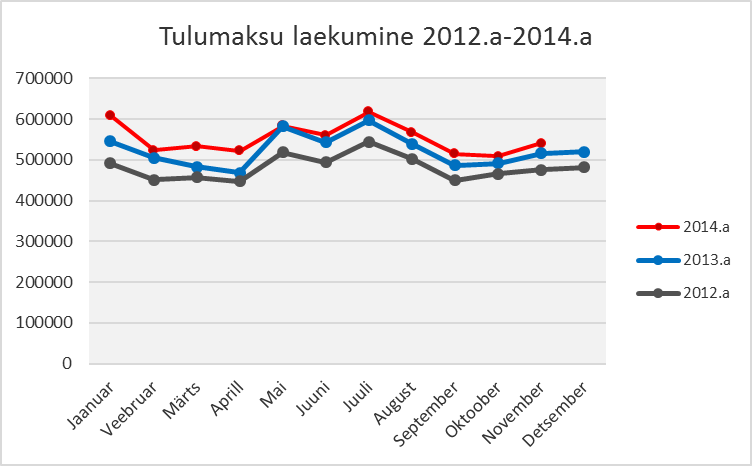 Tulumaksu laekumine 2012.a-2014.a
700000
600000
500000
400000
300000
200000
100000
0
Jaanuar
Veebruar
Märts
Aprill
Mai
Juuni
Juuli
August
September
Oktoober
November
Detsember
2014.a
2013.a
2012.a